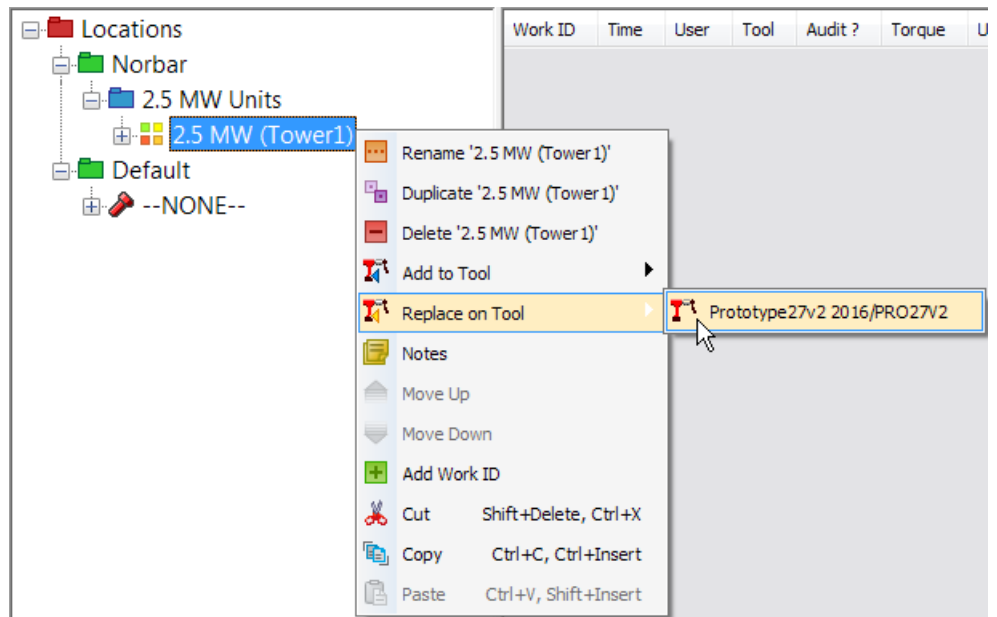 Locations
Norbar
2.5 MW Units
2.5 MW (Tower1)
Default
--NONE--
Work ID Time User Tool Audit ? Torque U
Rename '2.5 MW (Tower1)'
Duplicate '2.5 MW (Tower1)'
Delete '2.5 MW (Tower1)'
Add to Tool
Replace on Tool
Prototype27v2 2016/PRO27V2
Notes
Move Up
Move Down
Add Work ID
Cut Shift+Delete, Ctrl+X
Copy Ctrl+C, Ctrl+Insert
Paste Ctrl+V, Shift+Insert